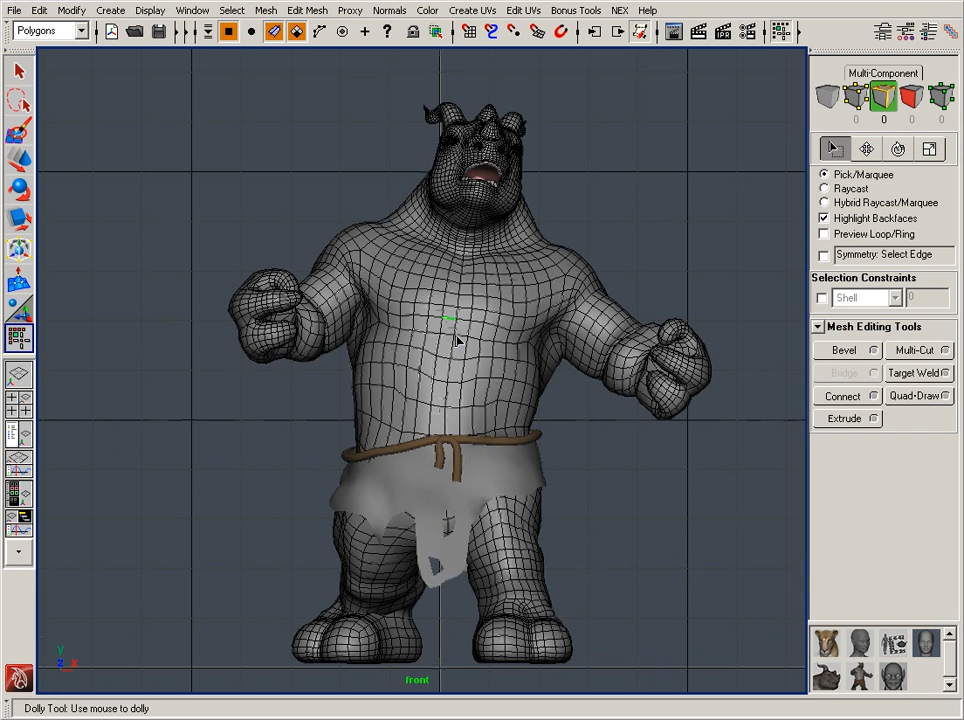 File Edit Modify Create Display Window Select Mesh Edit Mesh Proxy Normals Color Create UVs Edit UVs Bonus Tools NEX Help
Polygons
Multi-Component
0 0 0 0
Pick/Marquee
Raycast
Hybrid Raycast/Marquee
Highlight Backfaces
Preview Loop/Ring
Symmetry: Select Edge
Selection Constraints
Shell 0
Mesh Editing Tools
Bevel Multi-Cut
Bridge Target Weld
Connect Quad-Draw
Extrude
y
z x
front
Dolly Tool: Use mouse to dolly